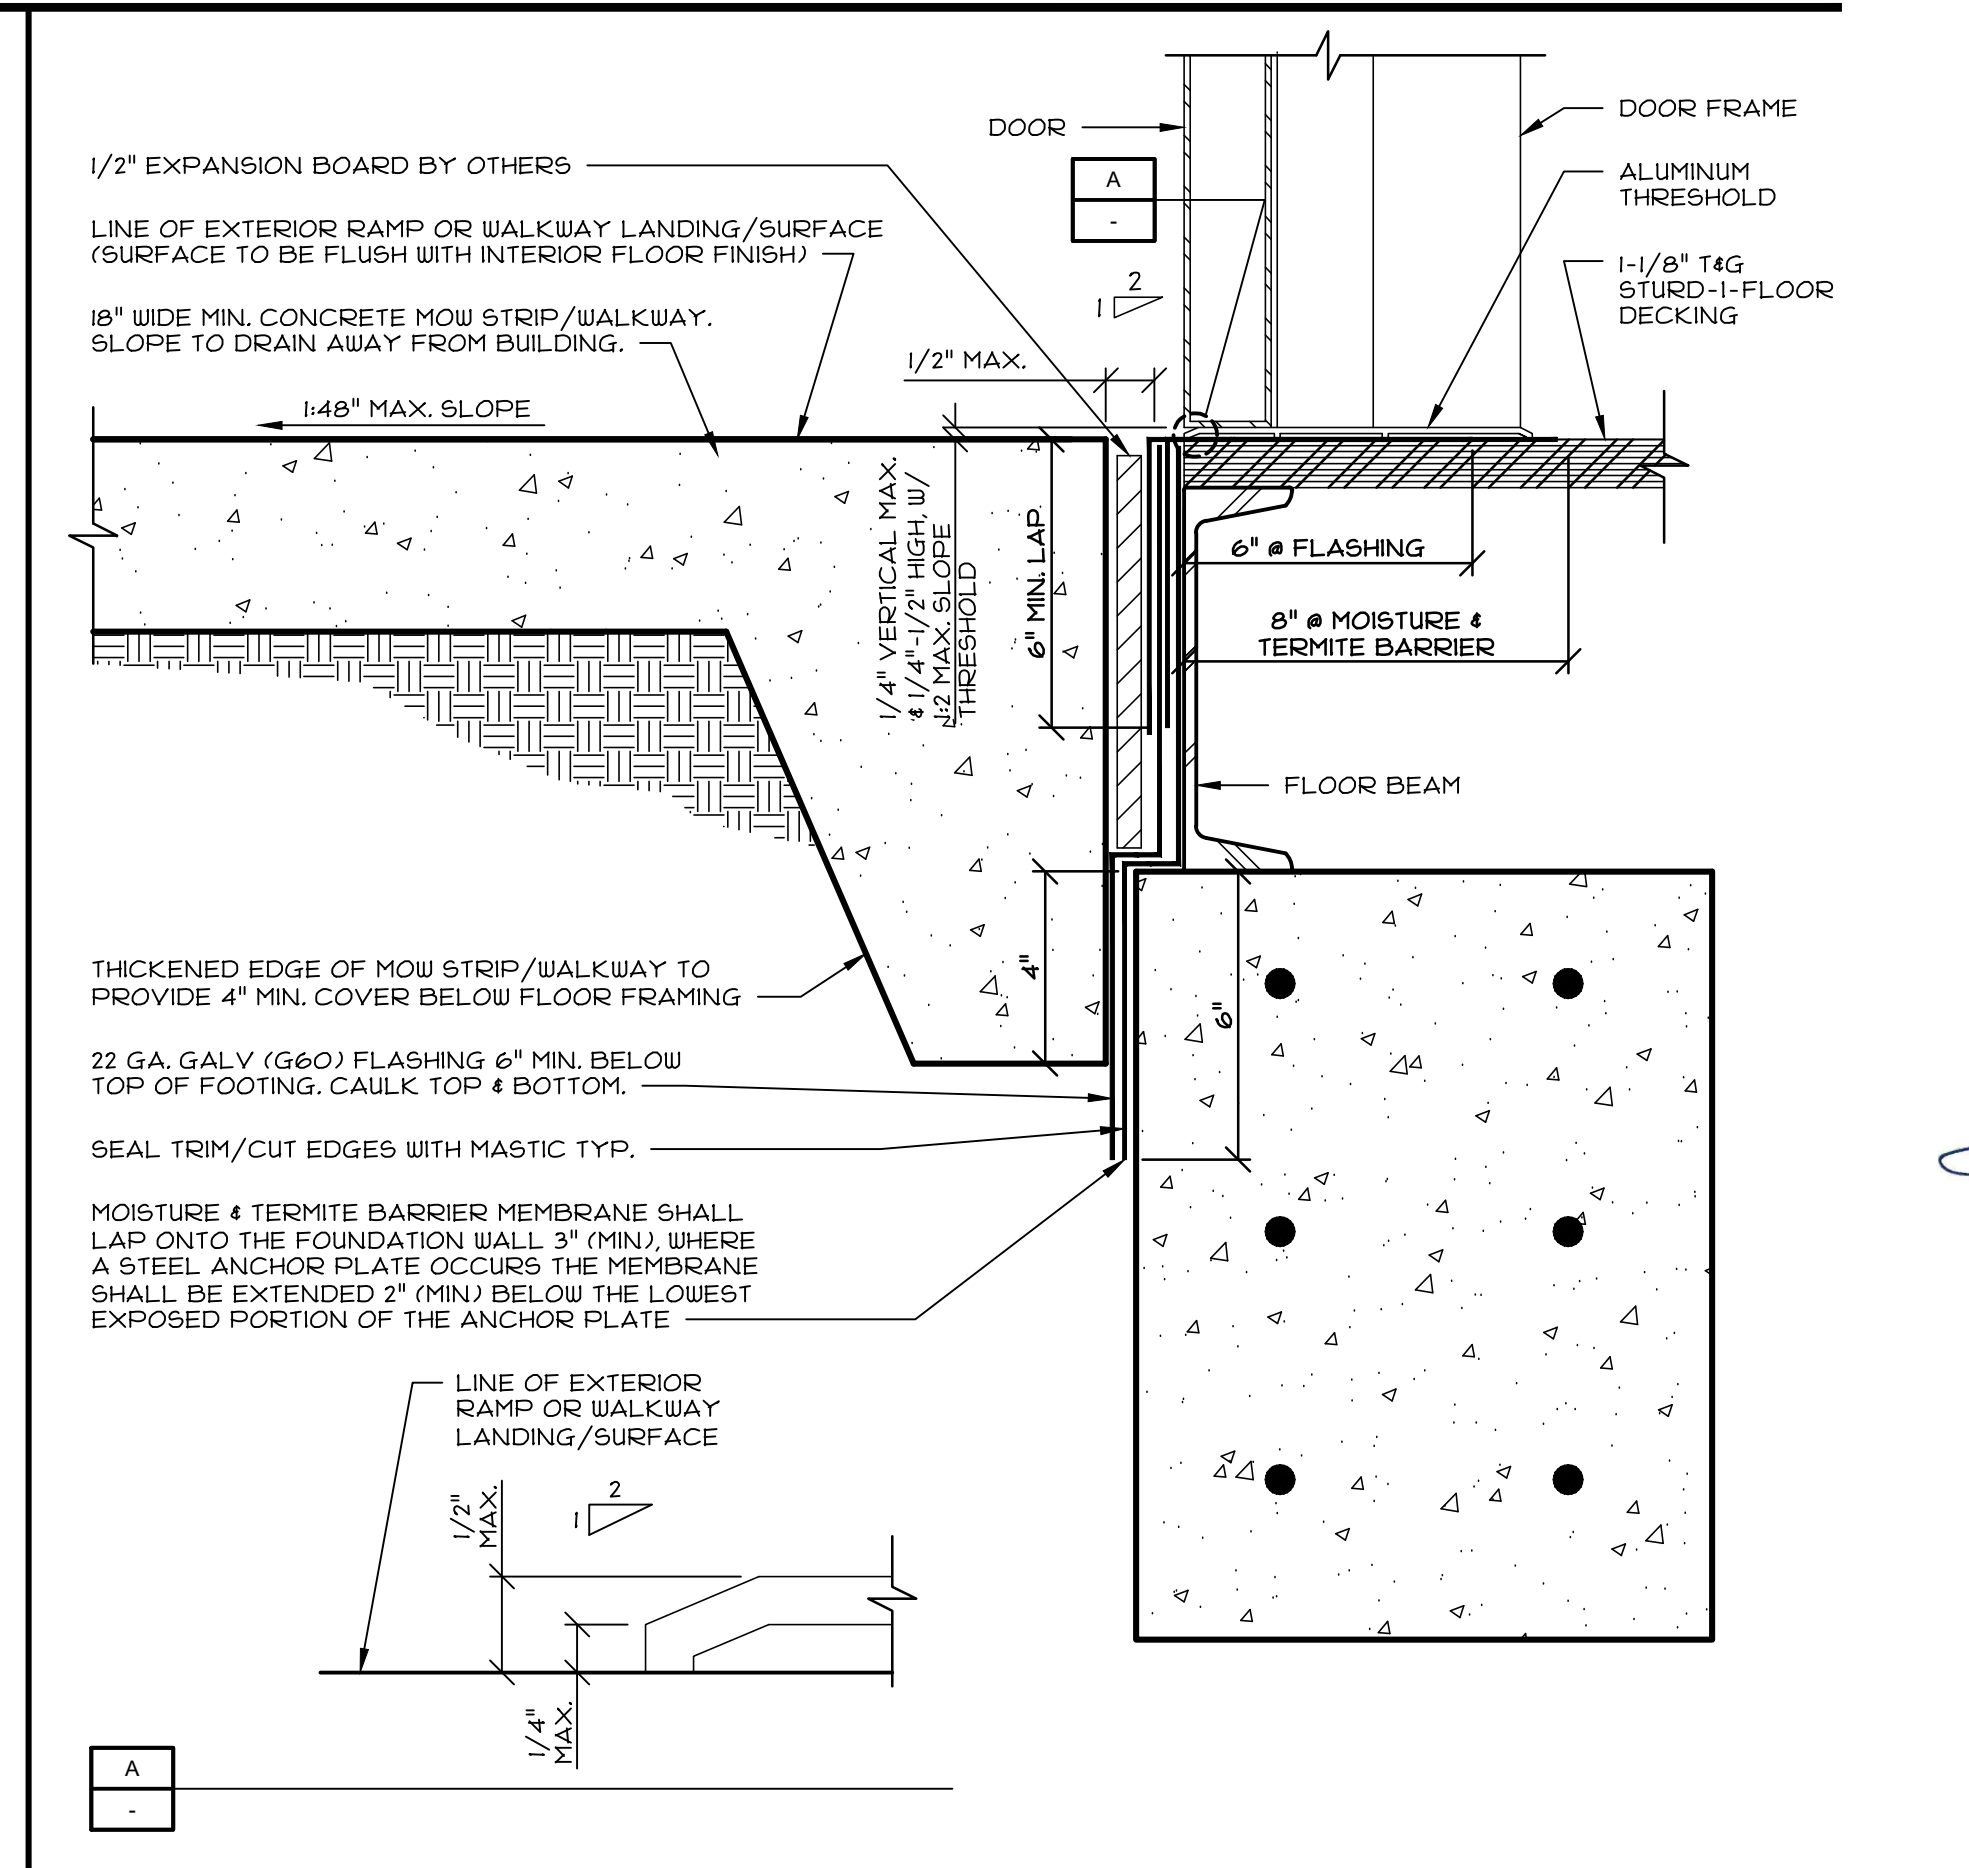 DOOR
DOOR FRAME
1/2" EXPANSION BOARD BY OTHERS
A
-
ALUMINUM
THRESHOLD
LINE OF EXTERIOR RAMP OR WALKWAY LANDING/SURFACE
(SURFACE TO BE FLUSH WITH INTERIOR FLOOR FINISH)
1-1/8" T&G
STURD-I-FLOOR
DECKING
2
1
18" WIDE MIN. CONCRETE MOW STRIP/WALKWAY.
SLOPE TO DRAIN AWAY FROM BUILDING.
1/2" MAX.
1:48" MAX. SLOPE
1/4" VERTICAL MAX.
& 1/4"-1/2" HIGH, W/
1:2 MAX. SLOPE
THRESHOLD
6" MIN. LAP
6" @ FLASHING
8" @ MOISTURE &
TERMITE BARRIER
FLOOR BEAM
THICKENED EDGE OF MOW STRIP/WALKWAY TO
PROVIDE 4" MIN. COVER BELOW FLOOR FRAMING
4"
6"
22 GA. GALV (G60) FLASHING 6" MIN. BELOW
TOP OF FOOTING. CAULK TOP & BOTTOM.
SEAL TRIM/CUT EDGES WITH MASTIC TYP.
MOISTURE & TERMITE BARRIER MEMBRANE SHALL
LAP ONTO THE FOUNDATION WALL 3" (MIN), WHERE
A STEEL ANCHOR PLATE OCCURS THE MEMBRANE
SHALL BE EXTENDED 2" (MIN) BELOW THE LOWEST
EXPOSED PORTION OF THE ANCHOR PLATE
LINE OF EXTERIOR
RAMP OR WALKWAY
LANDING/SURFACE
1/2"
MAX.
2
1
1/4"
MAX.
A
-